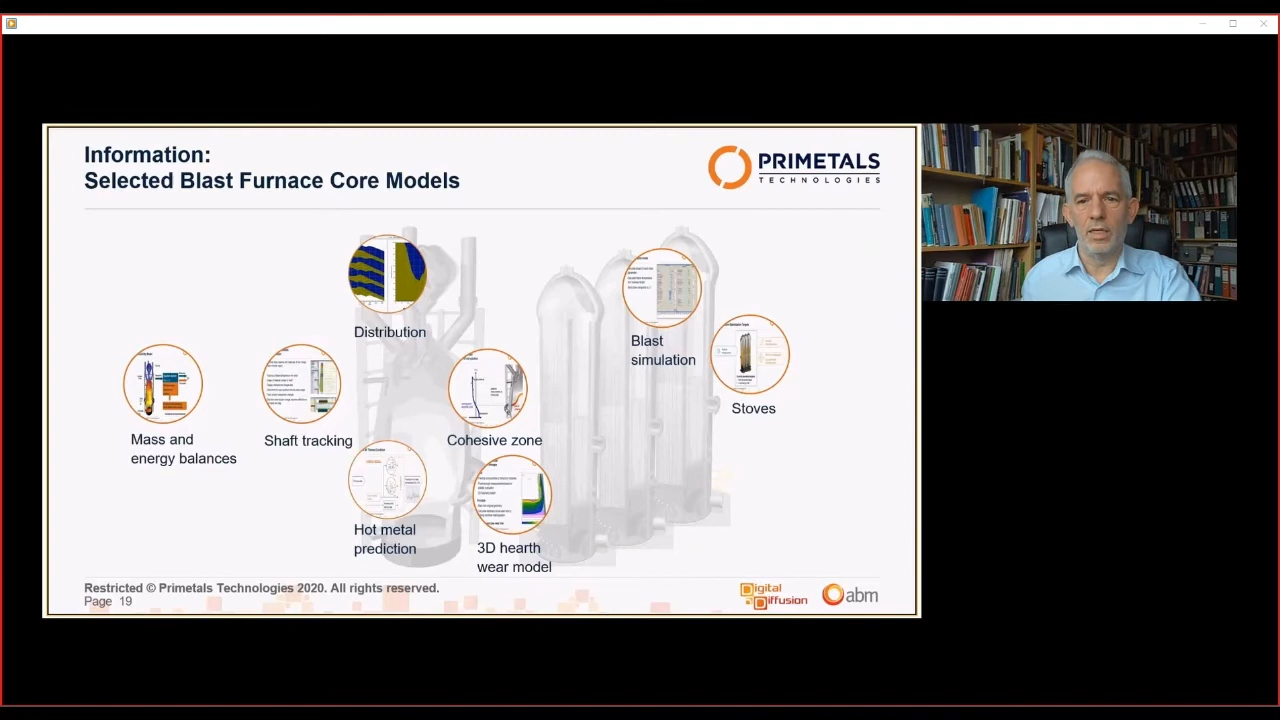 Information:
Selected Blast Furnace Core Models
PRIMETALS
TECHNOLOGIES
Distribution
Blast
simulation
Stoves
Mass and
energy balances
Shaft tracking
Cohesive zone
Hot metal
prediction
3D hearth
wear model
Restricted © Primetals Technologies 2020. All rights reserved.
Page 19
Digital
Diffusion
abm